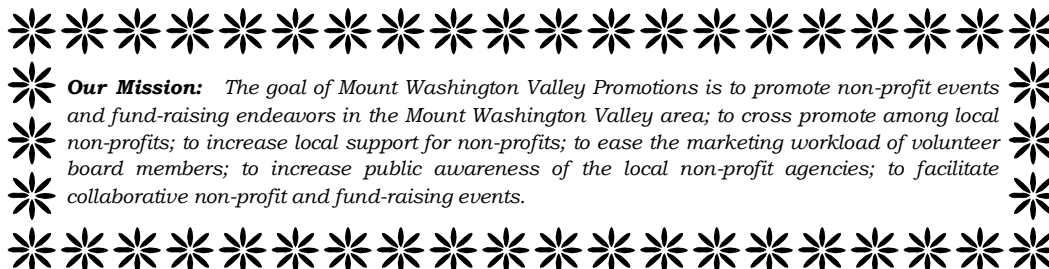 Our Mission: The goal of Mount Washington Valley Promotions is to promote non-profit events
and fund-raising endeavors in the Mount Washington Valley area; to cross promote among local
non-profits; to increase local support for non-profits; to ease the marketing workload of volunteer
board members; to increase public awareness of the local non-profit agencies; to facilitate
collaborative non-profit and fund-raising events.